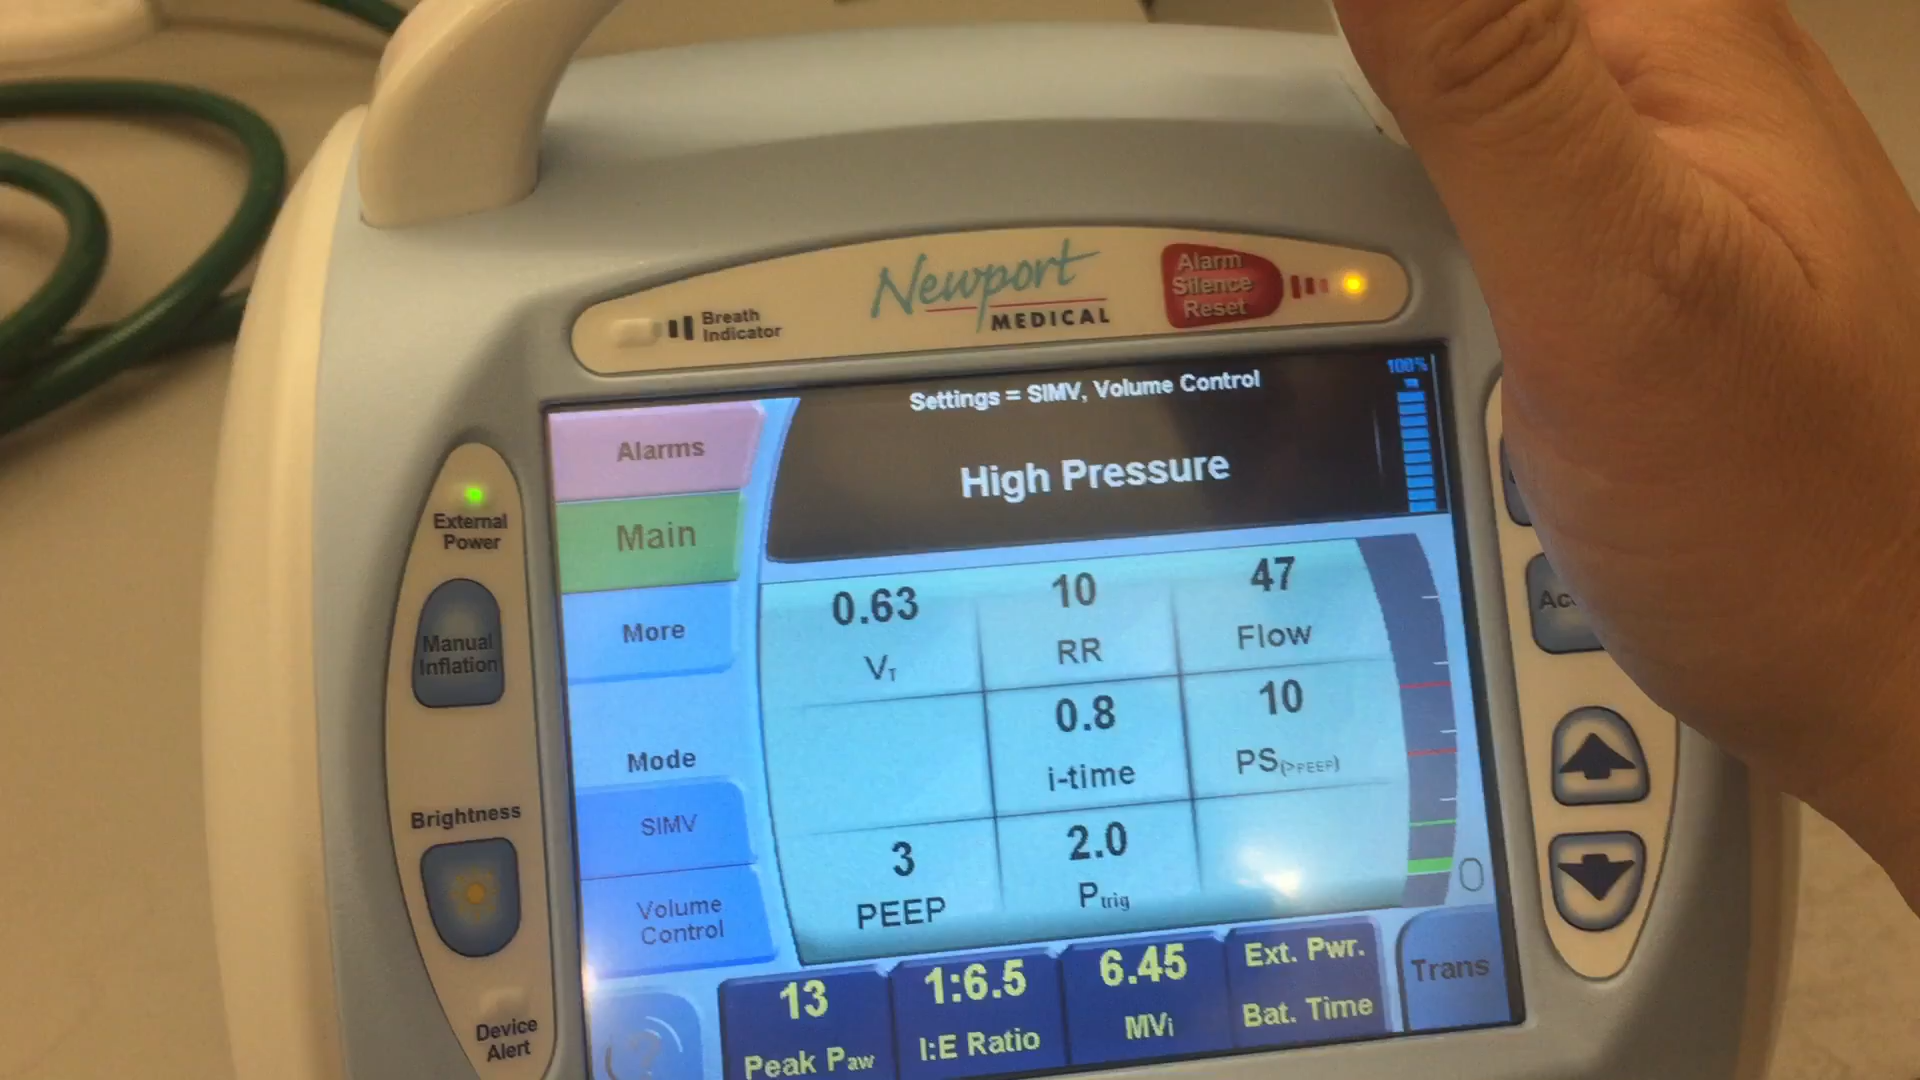 Newport
MEDICAL
Alarm
Silence
Reset
Breath
Indicator
100%
Settings = SIMV, Volume Control
High Pressure
Alarms
Main
More
Mode
SIMV
Volume
Control
External
Power
Manual
Inflation
Brightness
Device
Alert
0.63
VT
10
RR
47
Flow
0.8
i-time
10
PS(>PEEP)
3
PEEP
2.0
Ptrig
0
13
Peak Paw
1:6.5
I:E Ratio
6.45
MVi
Ext. Pwr.
Bat. Time
Trans
?